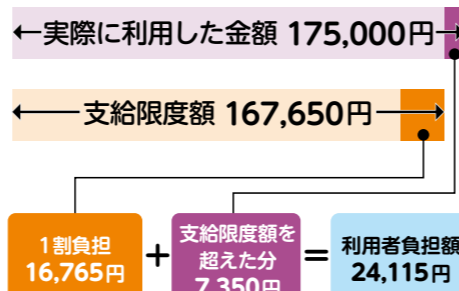 実際に利用した金額 175,000円
支給限度額 167,650円
1割負担
16,765円
+
支給限度額を
超えた分
7,350円
=
利用者負担額
24,115円